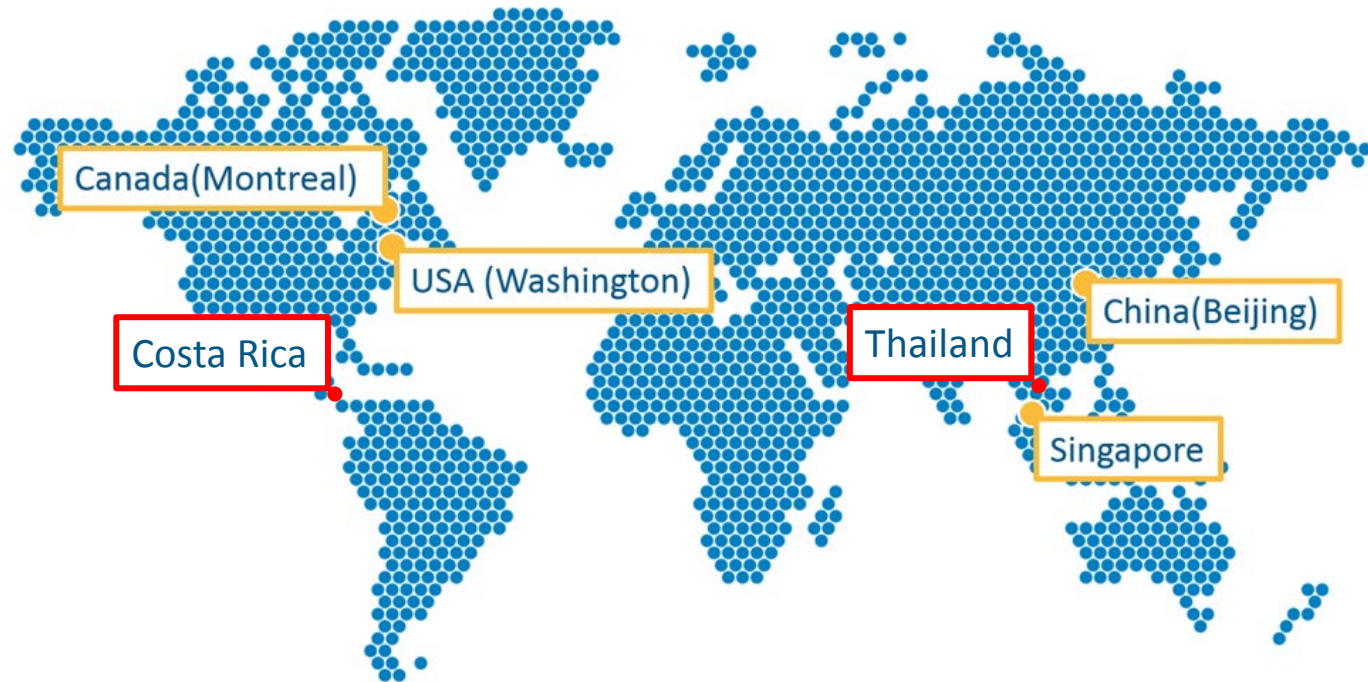 Canada(Montreal)
USA (Washington)
China(Beijing)
Costa Rica
Thailand
Singapore